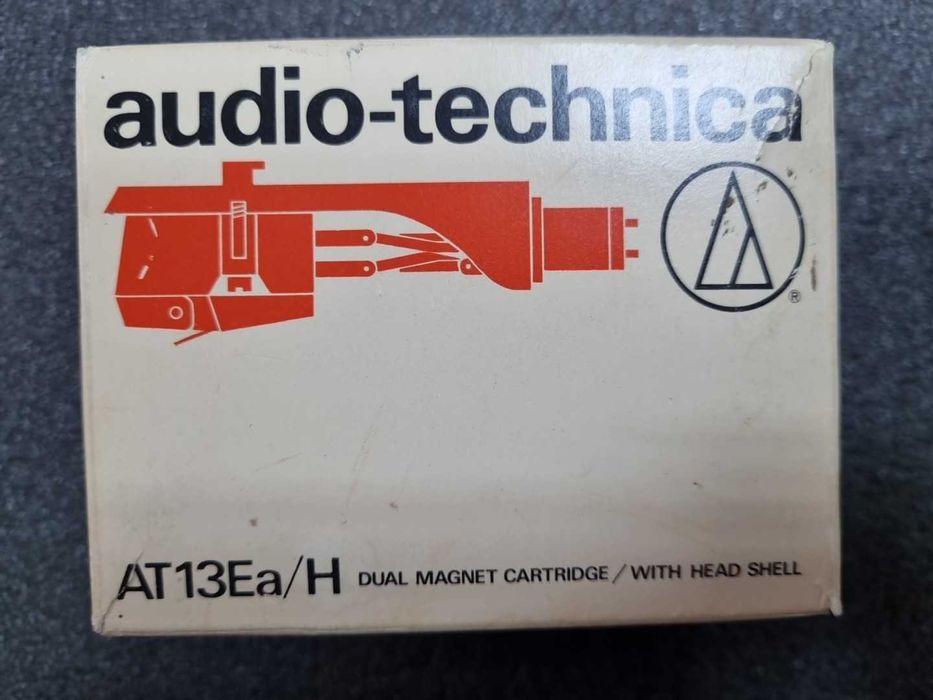 audio-technica
®
AT13Ea/H DUAL MAGNET CARTRIDGE/WITH HEAD SHELL